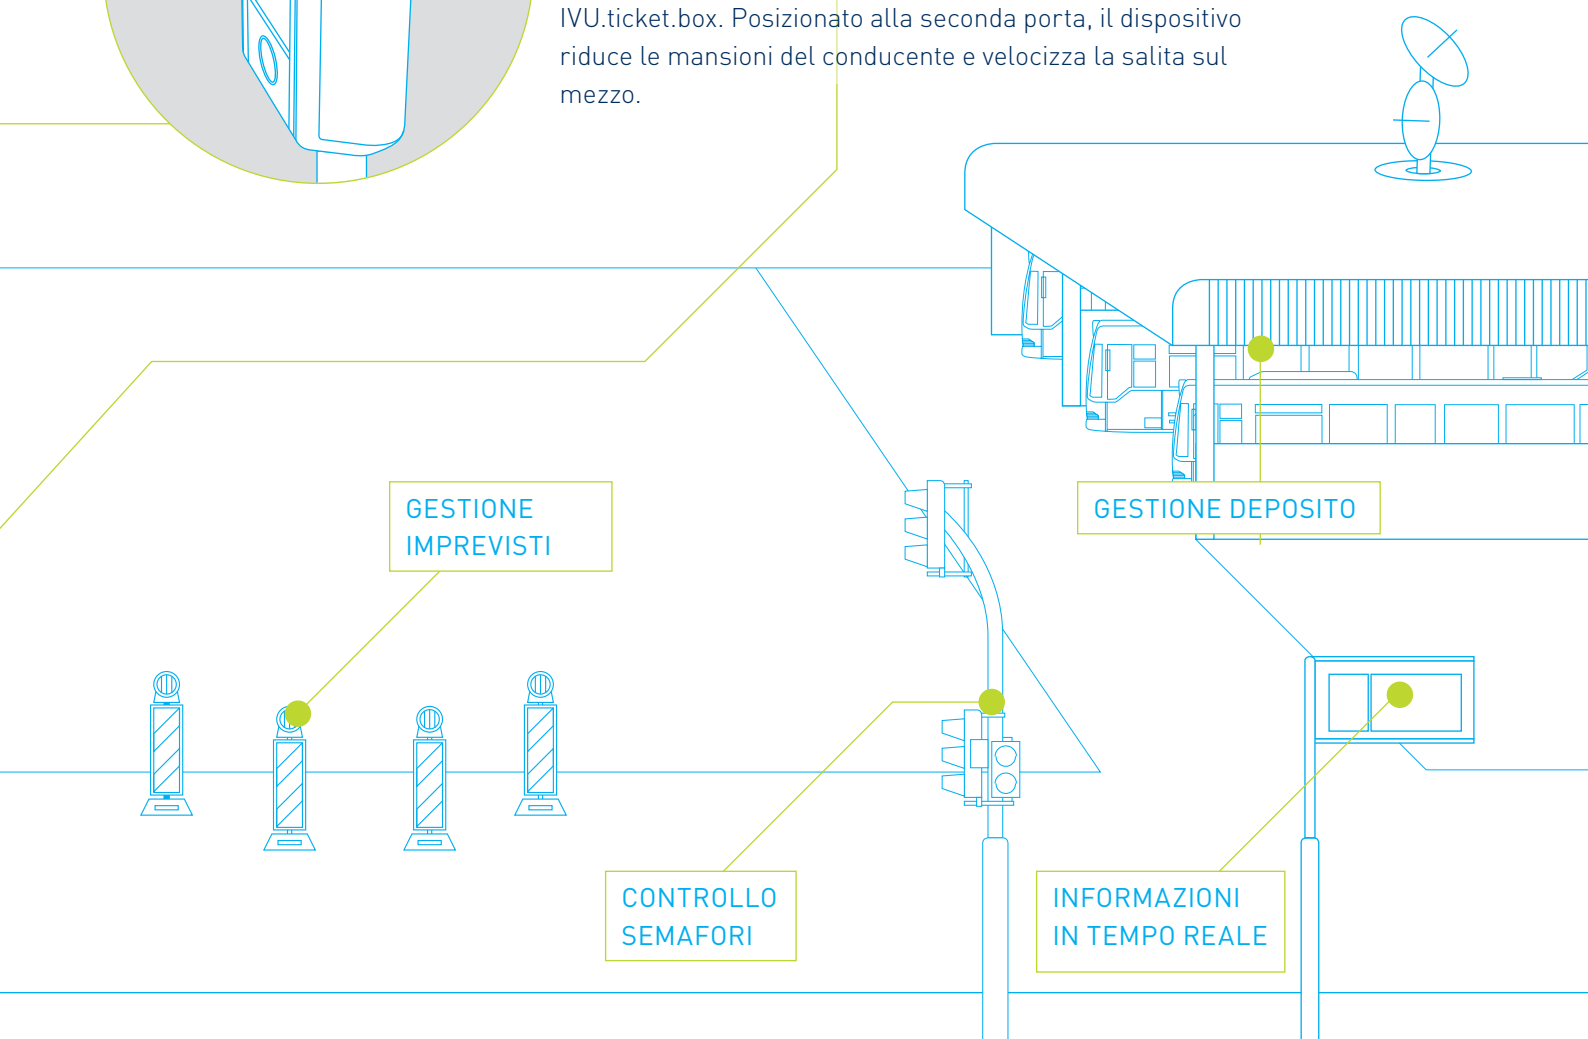 IVU.ticket.box. Posizionato alla seconda porta, il dispositivo
riduce le mansioni del conducente e velocizza la salita sul
mezzo.
GESTIONE
IMPREVISTI
GESTIONE DEPOSITO
CONTROLLO
SEMAFORI
INFORMAZIONI
IN TEMPO REALE